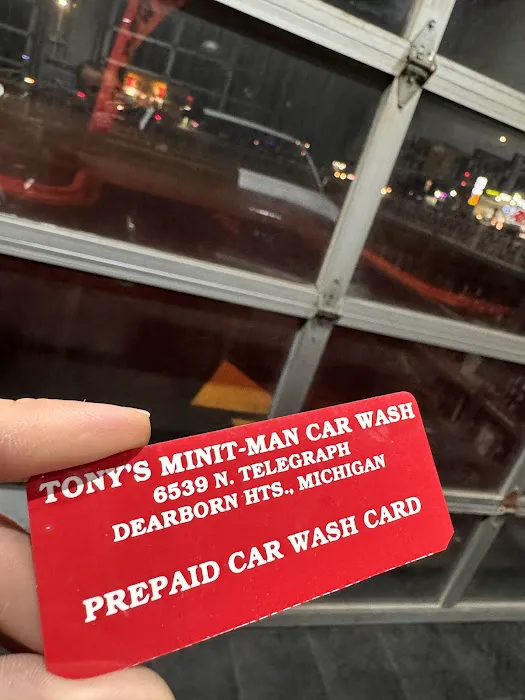 TONY'S MINIT-MAN CAR WASH
6539 N. TELEGRAPH
DEARBORN HTS., MICHIGAN
PREPAID CAR WASH CARD